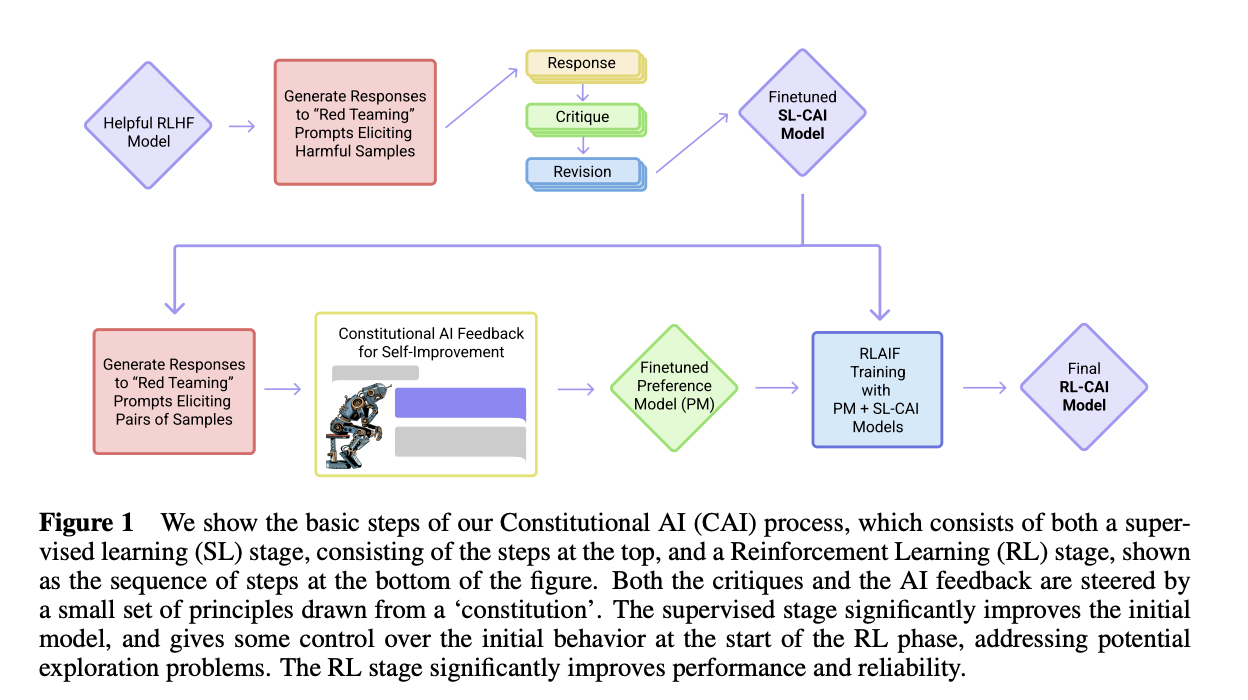 Helpful RLHF
Model
Generate Responses
to “Red Teaming”
Prompts Eliciting
Harmful Samples
Response
Critique
Revision
Finetuned
SL-CAI
Model
Generate Responses
to “Red Teaming”
Prompts Eliciting
Pairs of Samples
Constitutional AI Feedback
for Self-Improvement
Finetuned
Preference
Model (PM)
RLAIF
Training
with
PM + SL-CAI
Models
Final
RL-CAI
Model
Figure 1 We show the basic steps of our Constitutional AI (CAI) process, which consists of both a super-
vised learning (SL) stage, consisting of the steps at the top, and a Reinforcement Learning (RL) stage, shown
as the sequence of steps at the bottom of the figure. Both the critiques and the AI feedback are steered by
a small set of principles drawn from a ‘constitution’. The supervised stage significantly improves the initial
model, and gives some control over the initial behavior at the start of the RL phase, addressing potential
exploration problems. The RL stage significantly improves performance and reliability.